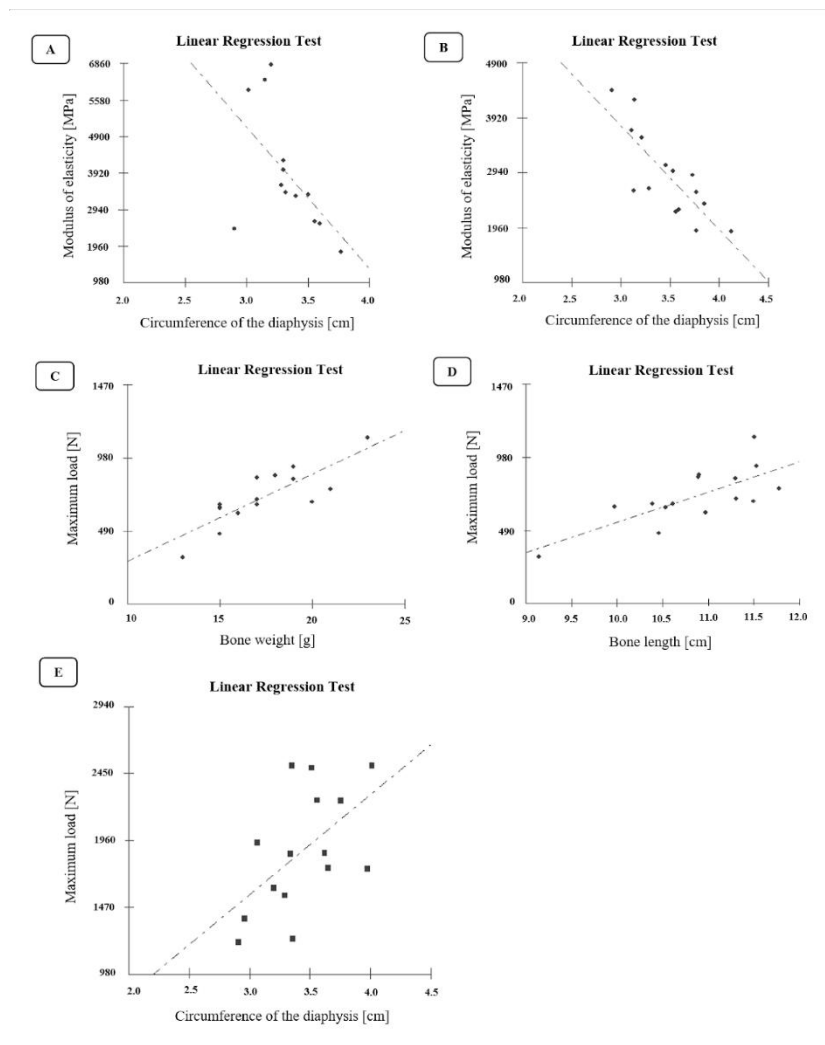 A
Linear Regression Test
Modulus of elasticity [MPa]
6860
5580
4900
3920
2940
1960
980
2.0
2.5
3.0
3.5
4.0
Circumference of the diaphysis [cm]
B
Linear Regression Test
Modulus of elasticity [MPa]
4900
3920
2940
1960
980
2.0
2.5
3.0
3.5
4.0
4.5
Circumference of the diaphysis [cm]
C
Linear Regression Test
Maximum load [N]
1470
980
490
0
10
15
20
25
Bone weight [g]
D
Linear Regression Test
Maximum load [N]
1470
980
490
0
9.0
9.5
10.0
10.5
11.0
11.5
12.0
Bone length [cm]
E
Linear Regression Test
Maximum load [N]
2940
2450
1960
1470
980
2.0
2.5
3.0
3.5
4.0
4.5
Circumference of the diaphysis [cm]